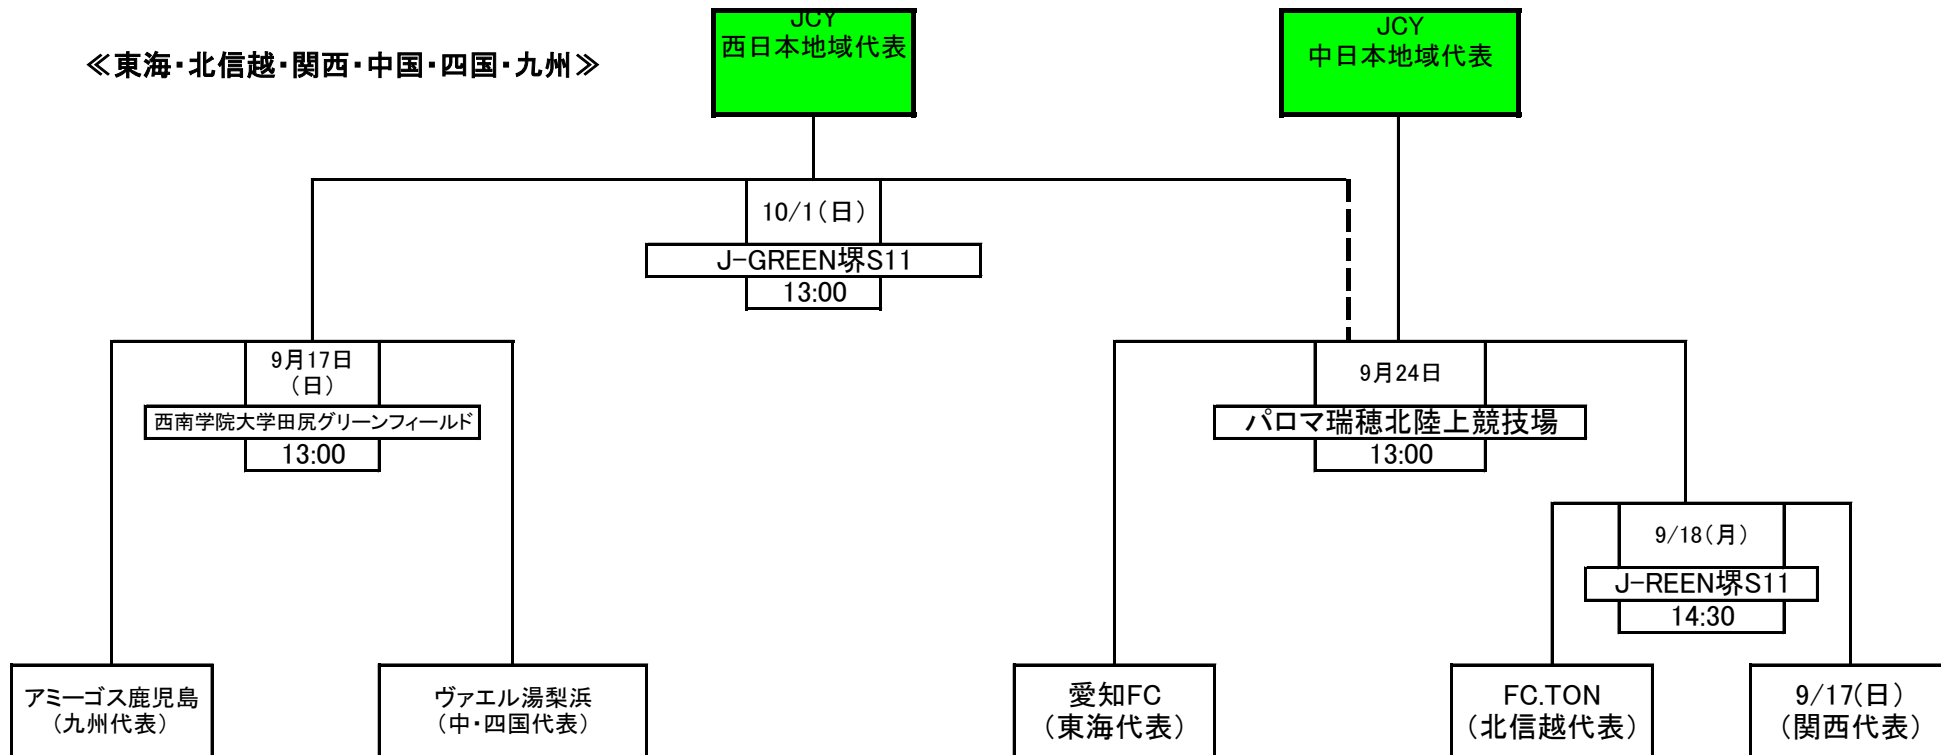 ≪東海・北信越・関西・中国・四国・九州≫
JCY
西日本地域代表
JCY
中日本地域代表
10/1(日)
J-GREEN堺S11
13:00
9月17日
(日)
西南学院大学田尻グリーンフィールド
13:00
9月24日
パロマ瑞穂北陸上競技場
13:00
9/18(月)
J-REEN堺S11
14:30
アミーゴス鹿児島
(九州代表)
ヴァエル湯梨浜
(中・四国代表)
愛知FC
(東海代表)
FC.TON
(北信越代表)
9/17(日)
(関西代表)